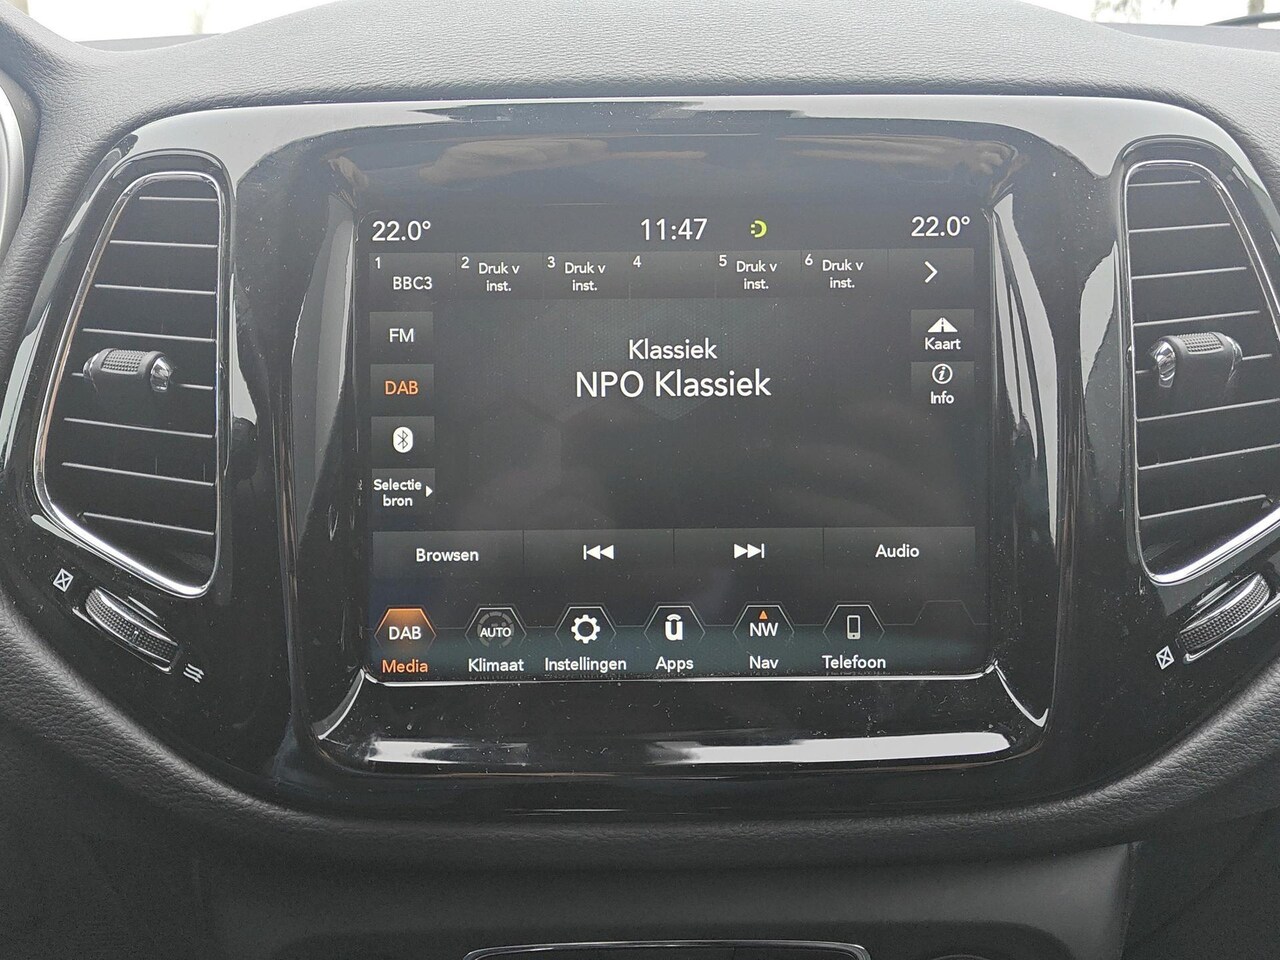 22.0°
11:47
22.0°
1
BBC3
2
Druk v
inst.
3
Druk v
inst.
4
5
Druk v
inst.
6
Druk v
inst.
FM
DAB
Selectie
bron
Klassiek
NPO Klassiek
Kaart
Info
Browsen
Audio
DAB
Media
AUTO
Klimaat
Instellingen
ū
Apps
NW
Nav
Telefoon